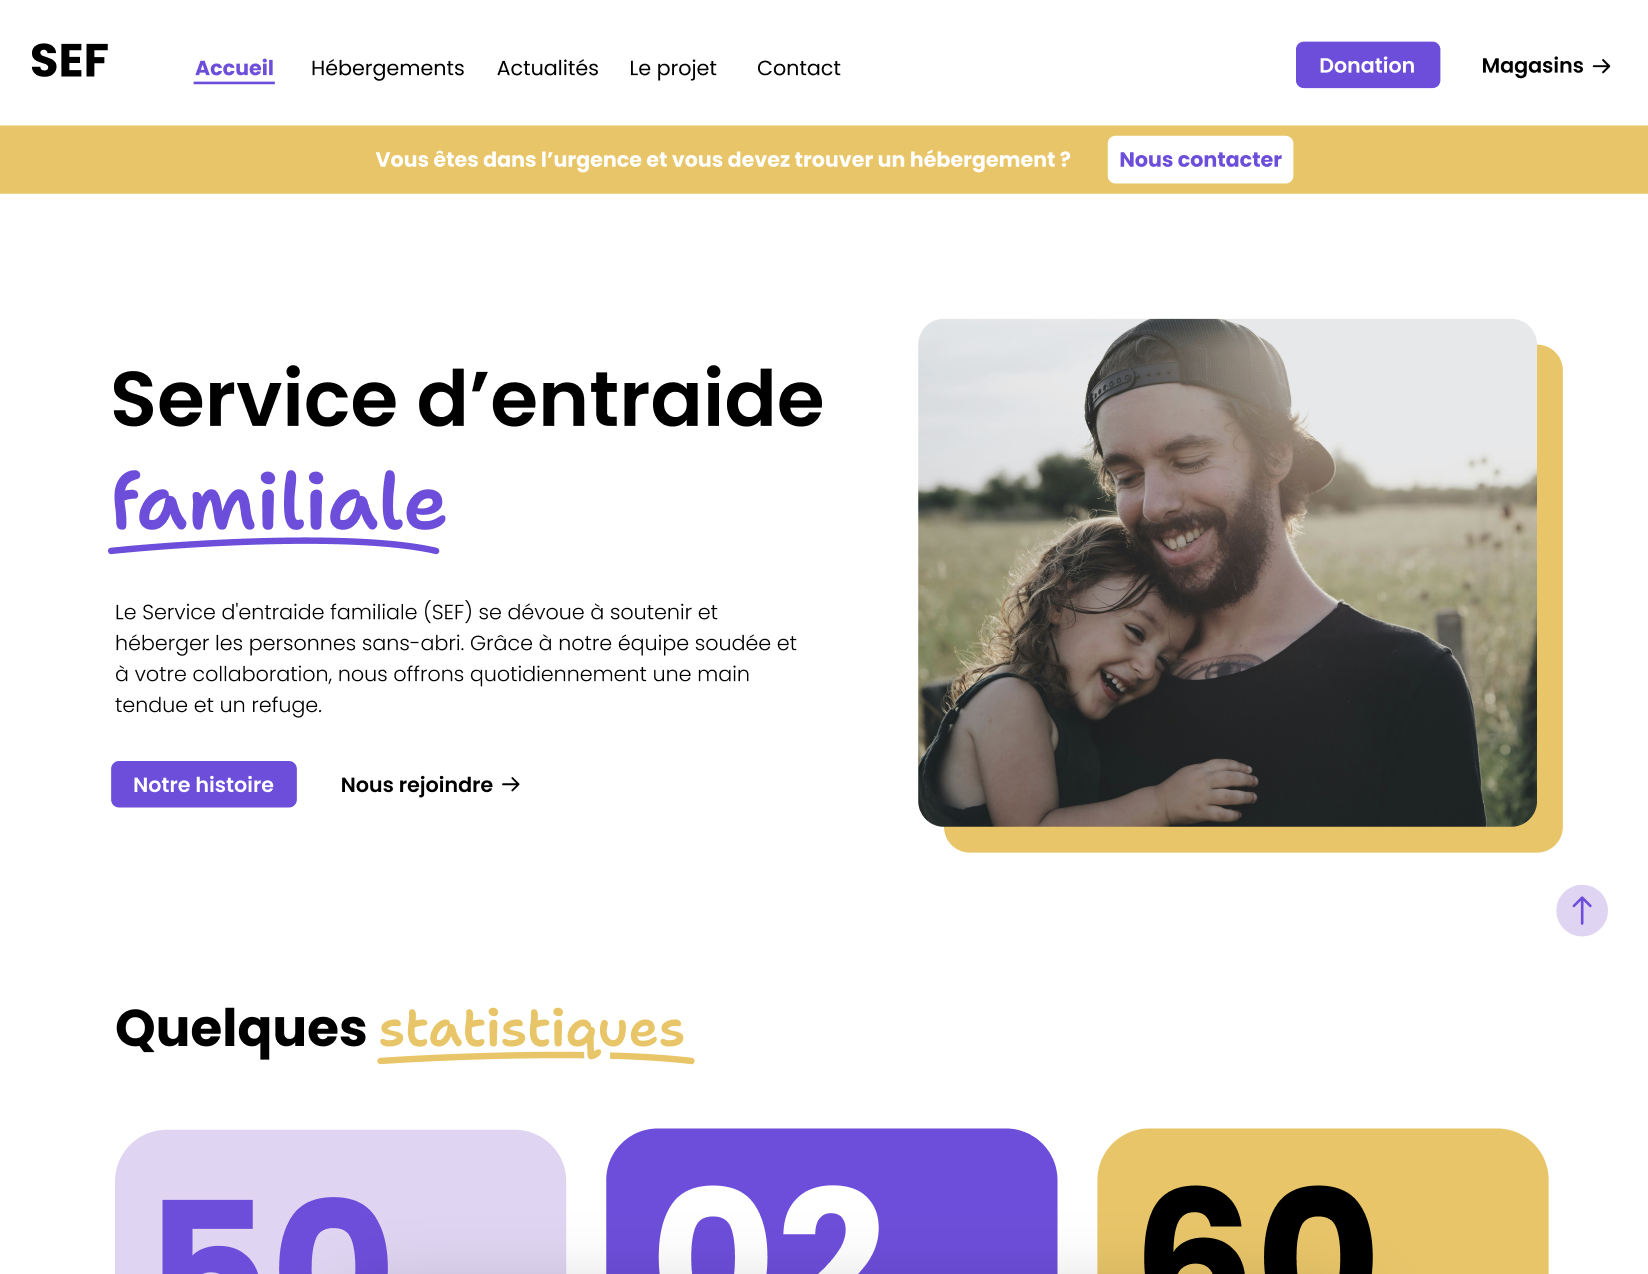 SEF
Accueil Hébergements Actualités Le projet Contact Donation Magasins →
Vous êtes dans l’urgence et vous devez trouver un hébergement ? Nous contacter
Service d’entraide
familiale
Le Service d'entraide familiale (SEF) se dévoue à soutenir et
héberger les personnes sans-abri. Grâce à notre équipe soudée et
à votre collaboration, nous offrons quotidiennement une main
tendue et un refuge.
Notre histoire Nous rejoindre →
Quelques statistiques
50 02 60